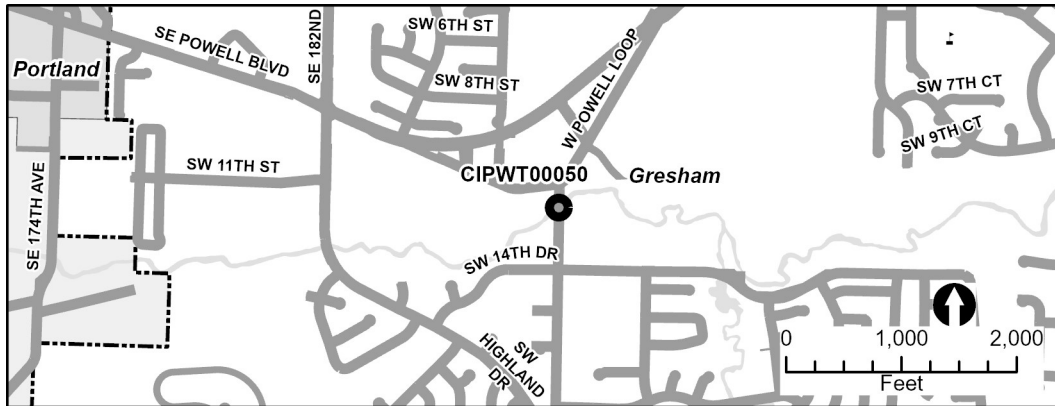 SW 6TH ST
SE 182ND
SE POWELL BLVD
W POWELL LOOP
Portland
SW 8TH ST
SW 7TH CT
SW 9TH CT
SW 11TH ST
CIPWT00050
Gresham
SE 174TH AVE
SW 14TH DR
SW
HIGHLAND
DR
0 1,000 2,000
Feet